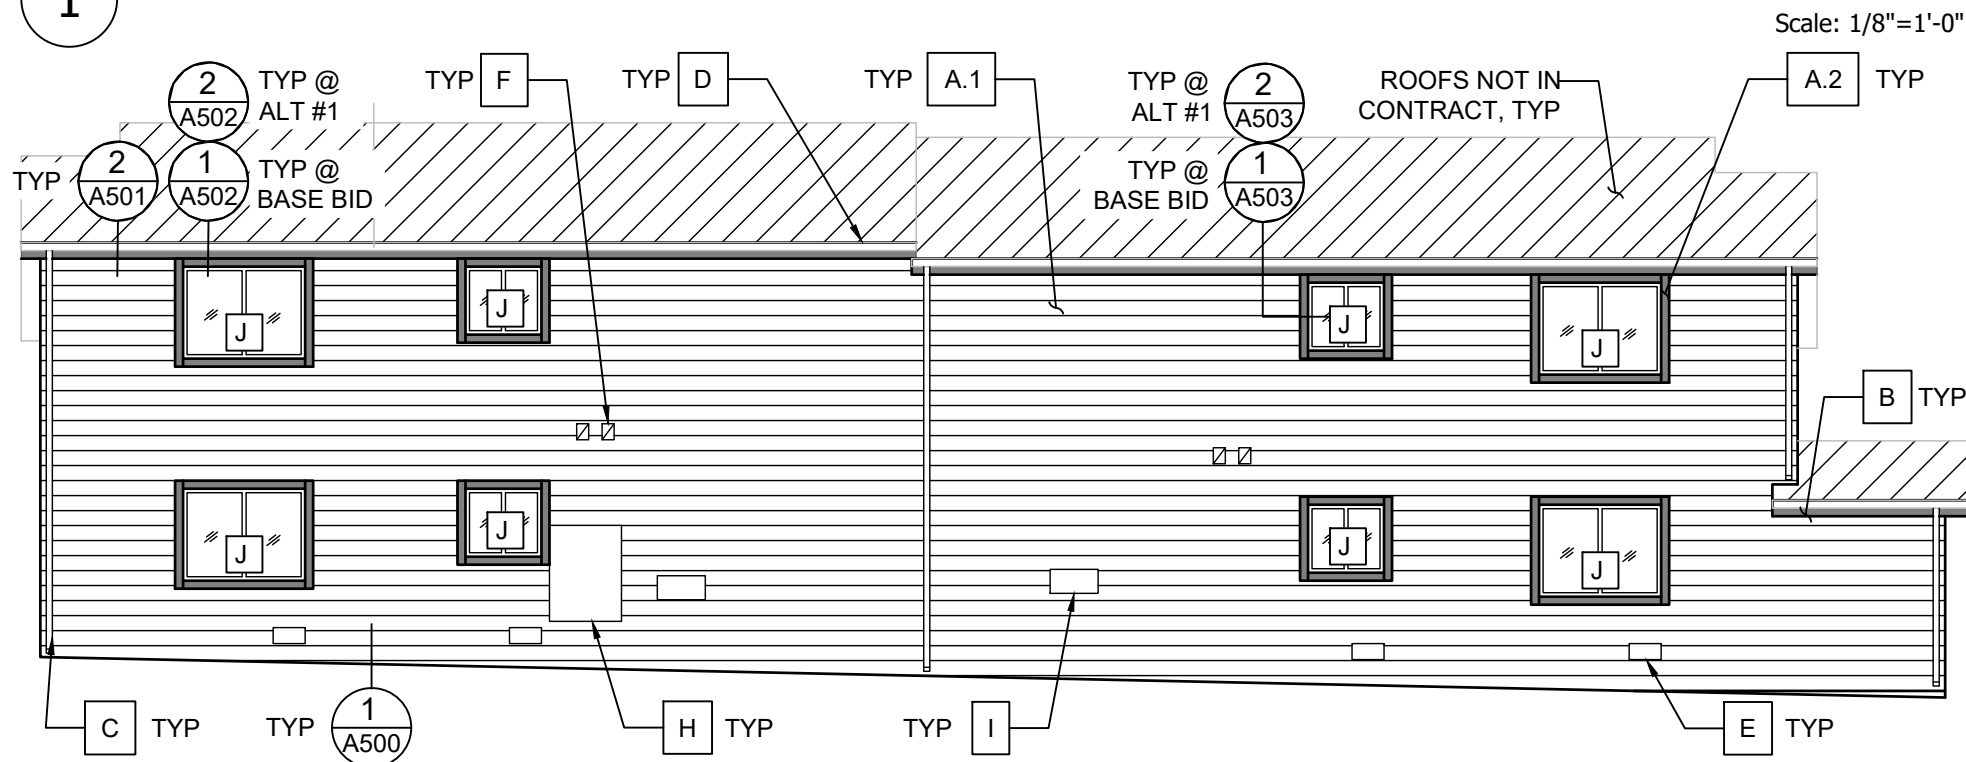 1
Scale: 1/8"=1'-0"
2
A502
TYP @
ALT #1
TYP
F
TYP
D
TYP
A.1
TYP @
ALT #1
2
A503
ROOFS NOT IN
CONTRACT, TYP
A.2
TYP
TYP
2
A501
1
A502
TYP @
BASE BID
TYP @
BASE BID
1
A503
J
J
J
J
B
TYP
J
J
J
J
C
TYP
TYP
1
A500
H
TYP
TYP
I
E
TYP